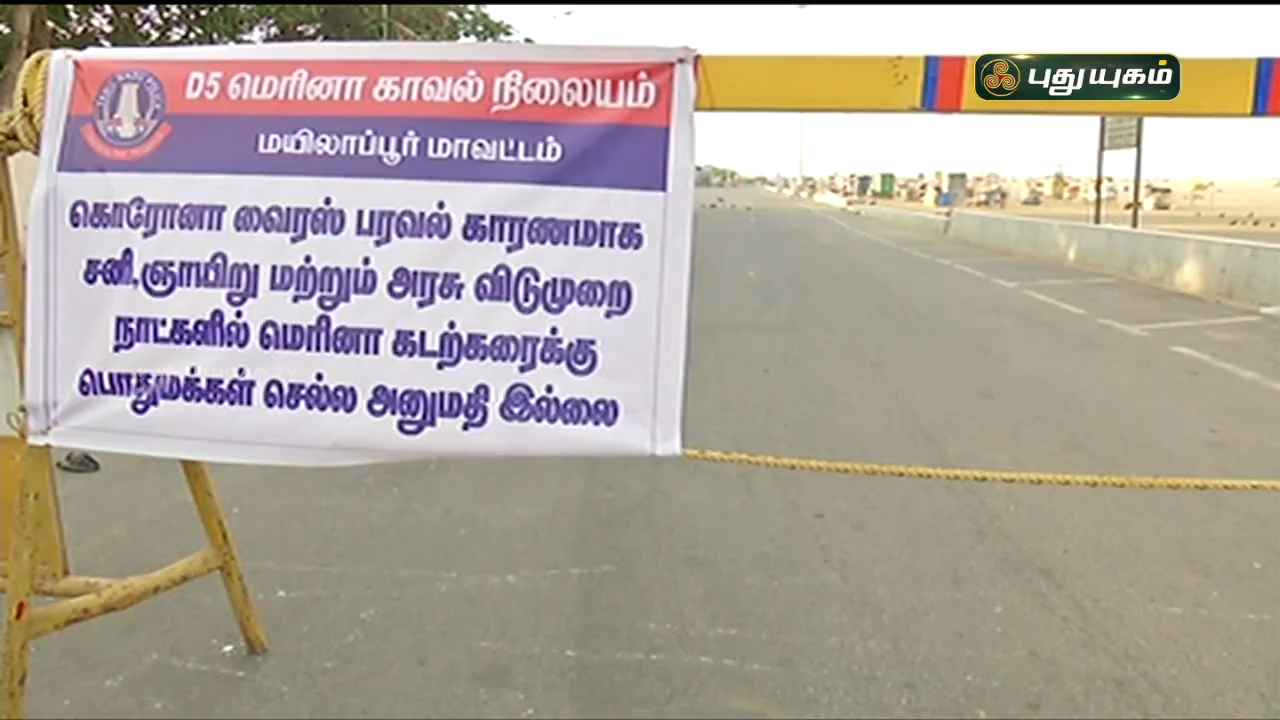 D5 மெரினா காவல் நிலையம்
மயிலாப்பூர் மாவட்டம்
கொரோனா வைரஸ் பரவல் காரணமாக
சனி,ஞாயிறு மற்றும் அரசு விடுமுறை
நாட்களில் மெரினா கடற்கரைக்கு
பொதுமக்கள் செல்ல அனுமதி இல்லை
புதுயுகம்